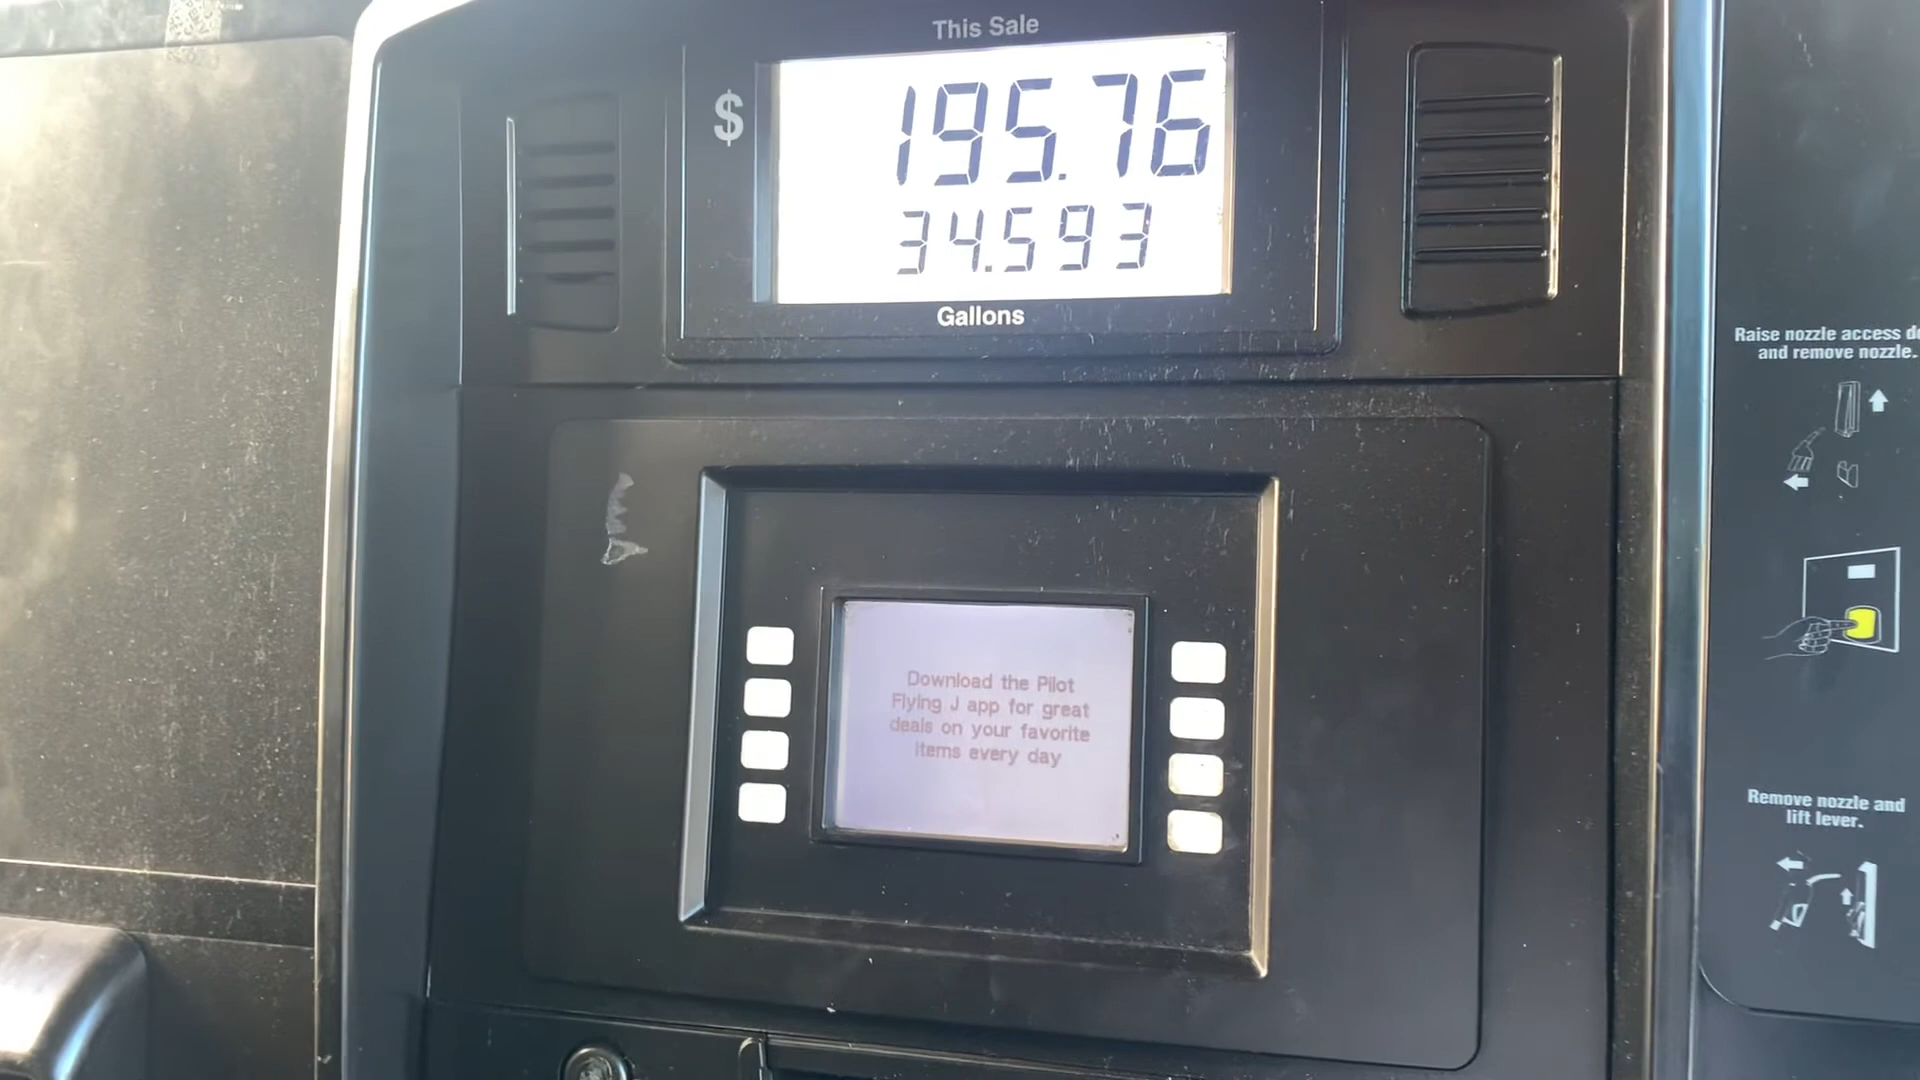 This Sale
$ 195.76
34.593
Gallons
Raise nozzle access
and remove nozzle.
Download the Pilot
Flying J app for great
deals on your favorite
items every day
Remove nozzle and
lift lever.